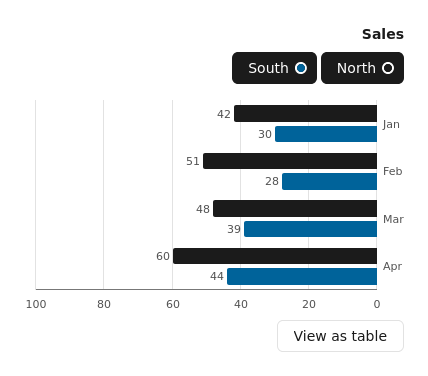 Sales
North South
42
Jan
30
51
Feb
28
48
Mar
39
60
Apr
44
100 80 60 40 20 0
View as table